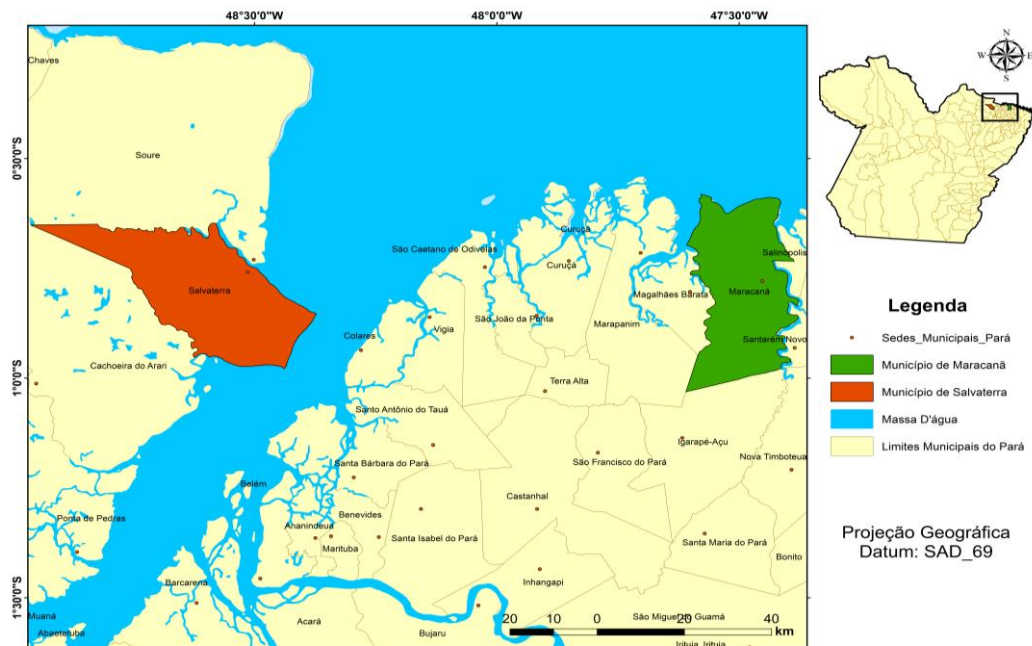 48°30'0"W
48°0'0"W
47°30'0"W
0°30'0"S
1°0'0"S
1°30'0"S
Chaves
Soure
Salvaterra
Cachoeira do Arari
Ponta de Pedras
Muaná
Abaetetuba
Barcarena
Belém
Ananindeua
Marituba
Benevides
Santa Bárbara do Pará
Santo Antônio do Tauá
Santa Isabel do Pará
Colares
Vigia
São Caetano de Odivelas
São João da Ponta
Curuçá
Curuçá
Marapanim
Magalhães Barata
Maracanã
Salinópolis
Santarém Novo
Terra Alta
Igarapé-Açu
São Francisco do Pará
Nova Timboteua
Castanhal
Santa Maria do Pará
Bonito
Inhangapi
São Miguel do Guamá
Acará
Bujaru
Irituia, Irituia
20 10 0 20 40
km
N
W E
S
Legenda
Sedes_Municipais_Pará
Município de Maracanã
Município de Salvaterra
Massa D'água
Limites Municipais do Pará
Projeção Geográfica
Datum: SAD_69